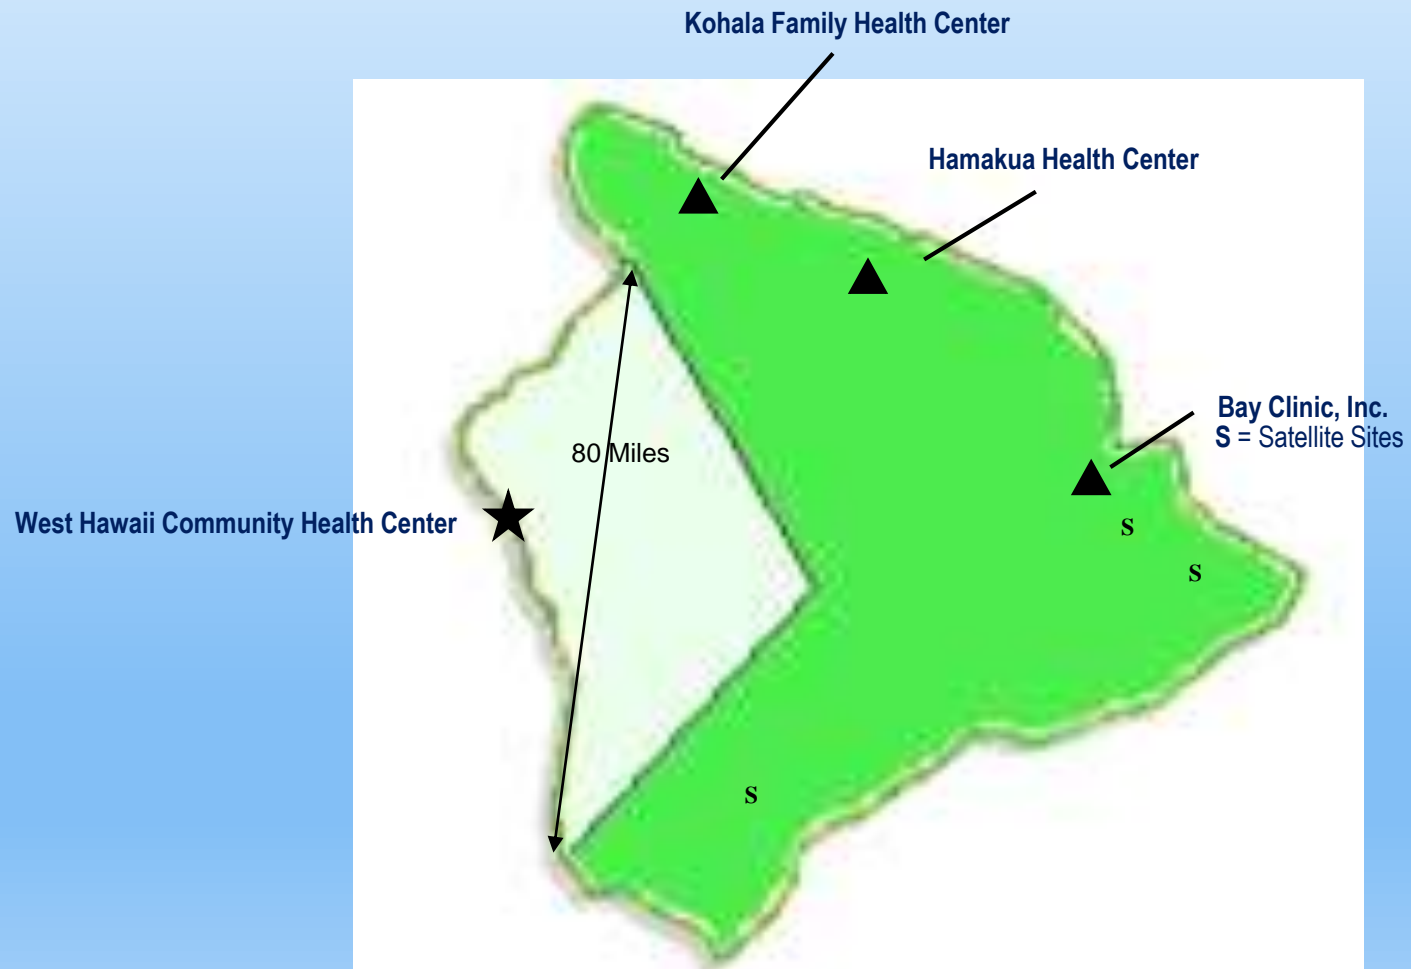 Kohala Family Health Center
Hamakua Health Center
Bay Clinic, Inc.
S = Satellite Sites
80 Miles
West Hawaii Community Health Center
S
S
S